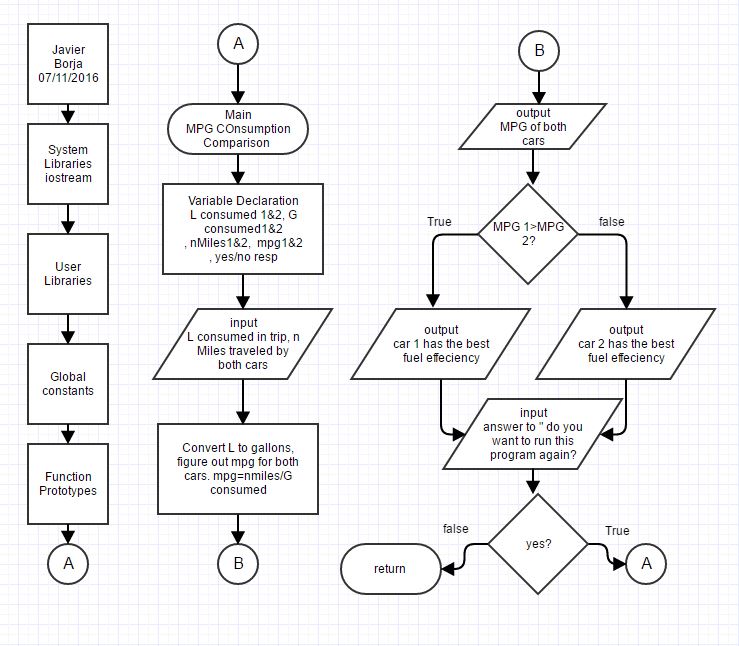 Javier
Borja
07/11/2016
System
Libraries
iostream
User
Libraries
Global
constants
Function
Prototypes
A
A
Main
MPG COnsumption
Comparison
Variable Declaration
L consumed 1&2, G
consumed1&2
, nMiles1&2, mpg1&2
, yes/no resp
input
L consumed in trip, n
Miles traveled by
both cars
Convert L to gallons,
figure out mpg for both
cars. mpg=nmiles/G
consumed
B
B
output
MPG of both
cars
MPG 1>MPG
2?
True
false
output
car 1 has the best
fuel effeciency
output
car 2 has the best
fuel effeciency
input
answer to " do you
want to run this
program again?
yes?
false
True
return
A